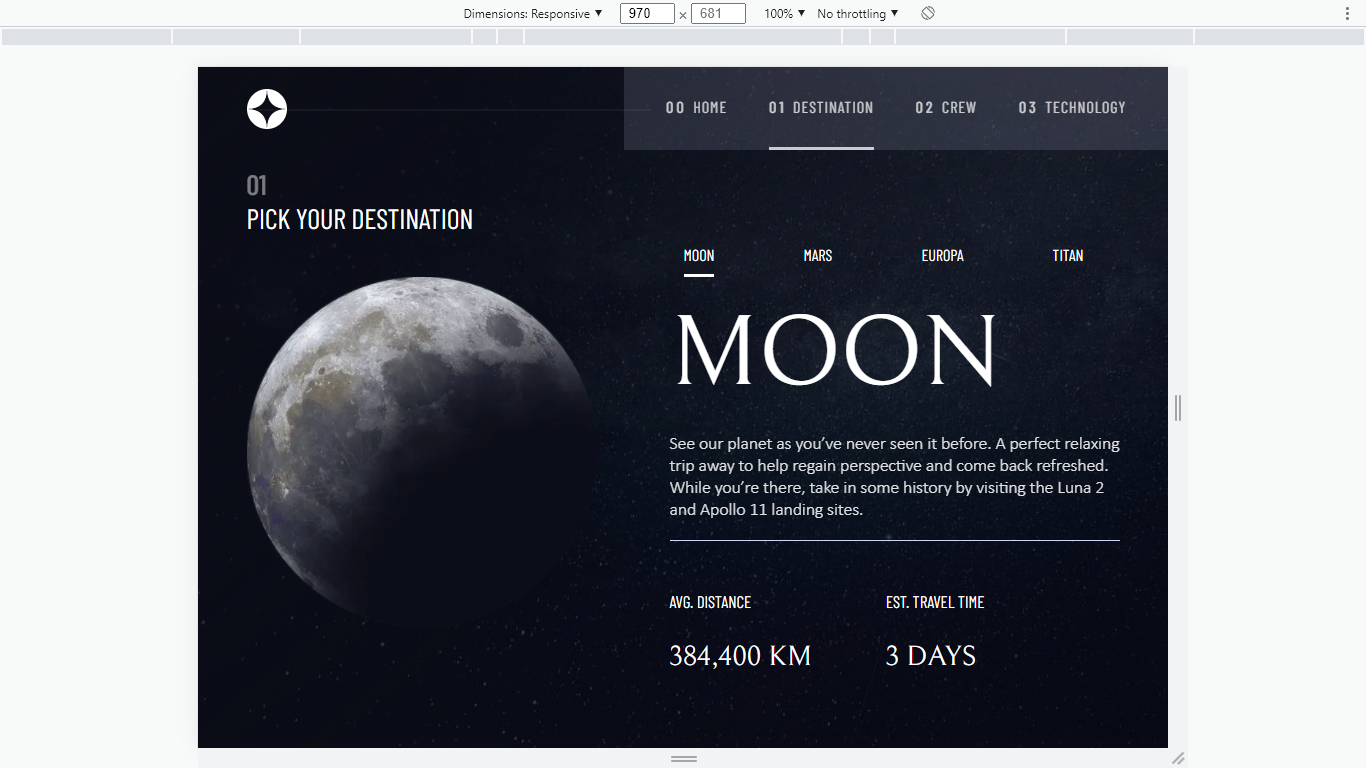 Dimensions: Responsive ▼ 970 × 681 100% ▼ No throttling ▼
00 HOME 01 DESTINATION 02 CREW 03 TECHNOLOGY
01
PICK YOUR DESTINATION
MOON MARS EUROPA TITAN
MOON
See our planet as you’ve never seen it before. A perfect relaxing
trip away to help regain perspective and come back refreshed.
While you’re there, take in some history by visiting the Luna 2
and Apollo 11 landing sites.
AVG. DISTANCE EST. TRAVEL TIME
384,400 KM 3 DAYS